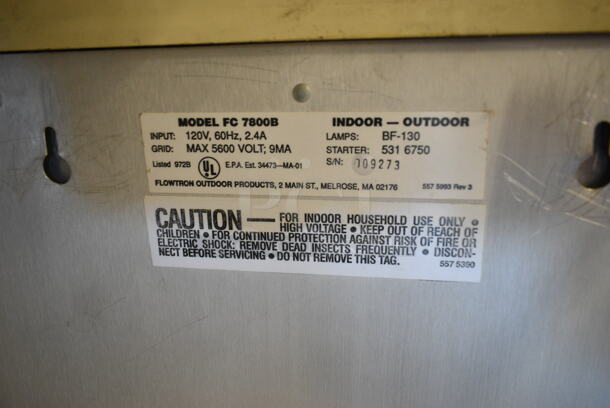 MODEL FC 7800B
INPUT: 120V, 60Hz, 2.4A
GRID: MAX 5600 VOLT; 9MA
Listed 972B UL E.P.A. Est. 34473-MA-01
INDOOR — OUTDOOR
LAMPS: BF-130
STARTER: 531 6750
S/N: 009273
FLOWTRON OUTDOOR PRODUCTS, 2 MAIN ST., MELROSE, MA 02176 557 5993 Rev 3
CAUTION — FOR INDOOR HOUSEHOLD USE ONLY •
HIGH VOLTAGE • KEEP OUT OF REACH OF
CHILDREN • FOR CONTINUED PROTECTION AGAINST RISK OF FIRE OR
ELECTRIC SHOCK: REMOVE DEAD INSECTS FREQUENTLY • DISCON-
NECT BEFORE SERVICING • DO NOT REMOVE THIS TAG. 557 5390